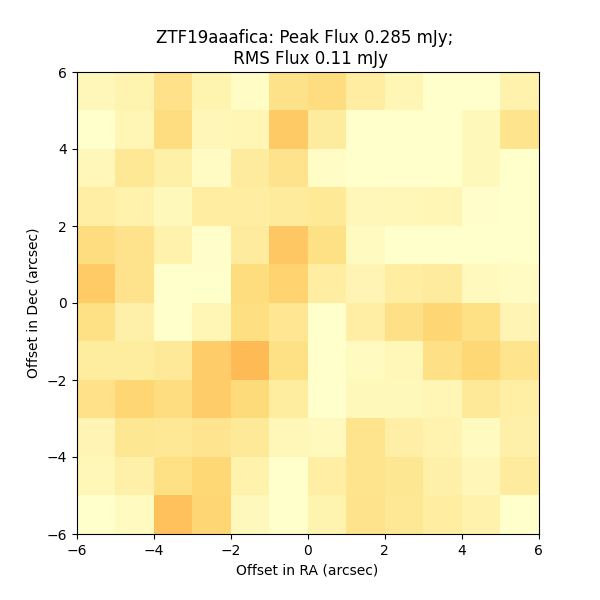 ZTF19aaafica: Peak Flux 0.285 mJy;
RMS Flux 0.11 mJy
6
4
2
0
−2
−4
−6
Offset in Dec (arcsec)
−6 −4 −2 0 2 4 6
Offset in RA (arcsec)